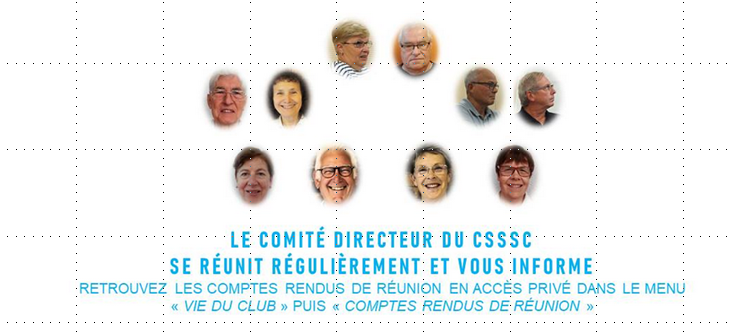 LE COMITÉ DIRECTEUR DU CSSSC
SE RÉUNIT RÉGULIÈREMENT ET VOUS INFORME
RETROUVEZ LES COMPTES RENDUS DE RÉUNION EN ACCÈS PRIVÉ DANS LE MENU
« VIE DU CLUB » PUIS « COMPTES RENDUS DE RÉUNION »